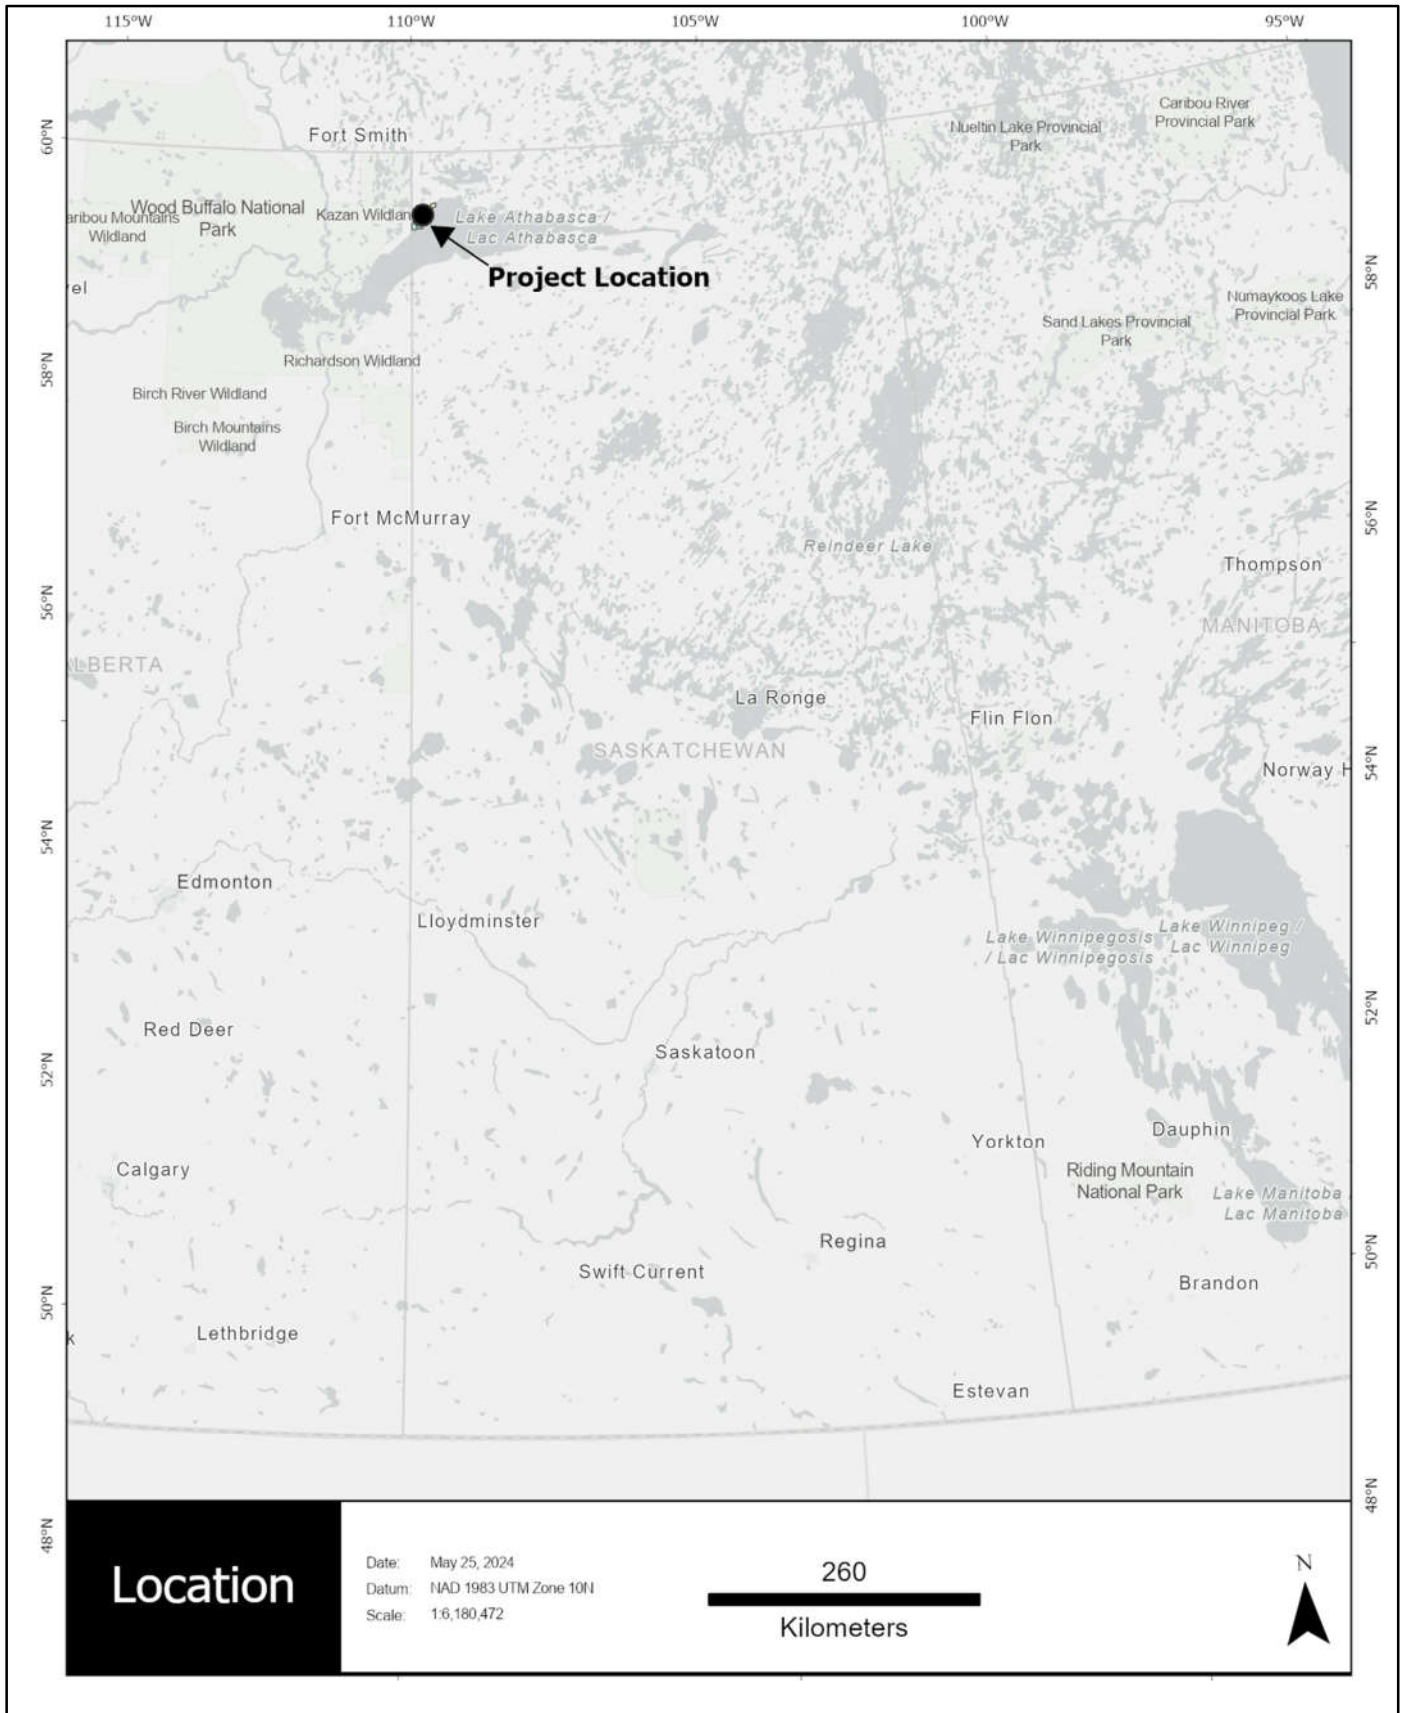 115°W 110°W 105°W 100°W 95°W
60°N
Fort Smith
Nueltin Lake Provincial
Park
Caribou River
Provincial Park
aribou Mountains
Wildland
Wood Buffalo National
Park
Kazan Wildlan
Lake Athabasca /
Lac Athabasca
Project Location
58°N
rel
Numaykoos Lake
Provincial Park
Sand Lakes Provincial
Park
58°N
Richardson Wildland
Birch River Wildland
Birch Mountains
Wildland
Fort McMurray
56°N
Reindeer Lake
Thompson
56°N
MANITOBA
LBERTA
La Ronge
Flin Flon
SASKATCHEWAN
54°N
Norway H
54°N
Edmonton
Lloydminster
Lake Winnipegosis
/ Lac Winnipegosis
Lake Winnipeg /
Lac Winnipeg
52°N
Red Deer
Saskatoon
52°N
Dauphin
Yorkton
Calgary
Riding Mountain
National Park
Lake Manitoba
Lac Manitoba
Regina
50°N
Swift Current
Brandon
50°N
Lethbridge
k
Estevan
48°N
48°N
Location
Date: May 25, 2024
Datum: NAD 1983 UTM Zone 10N
Scale: 1:6,180,472
260
Kilometers
N